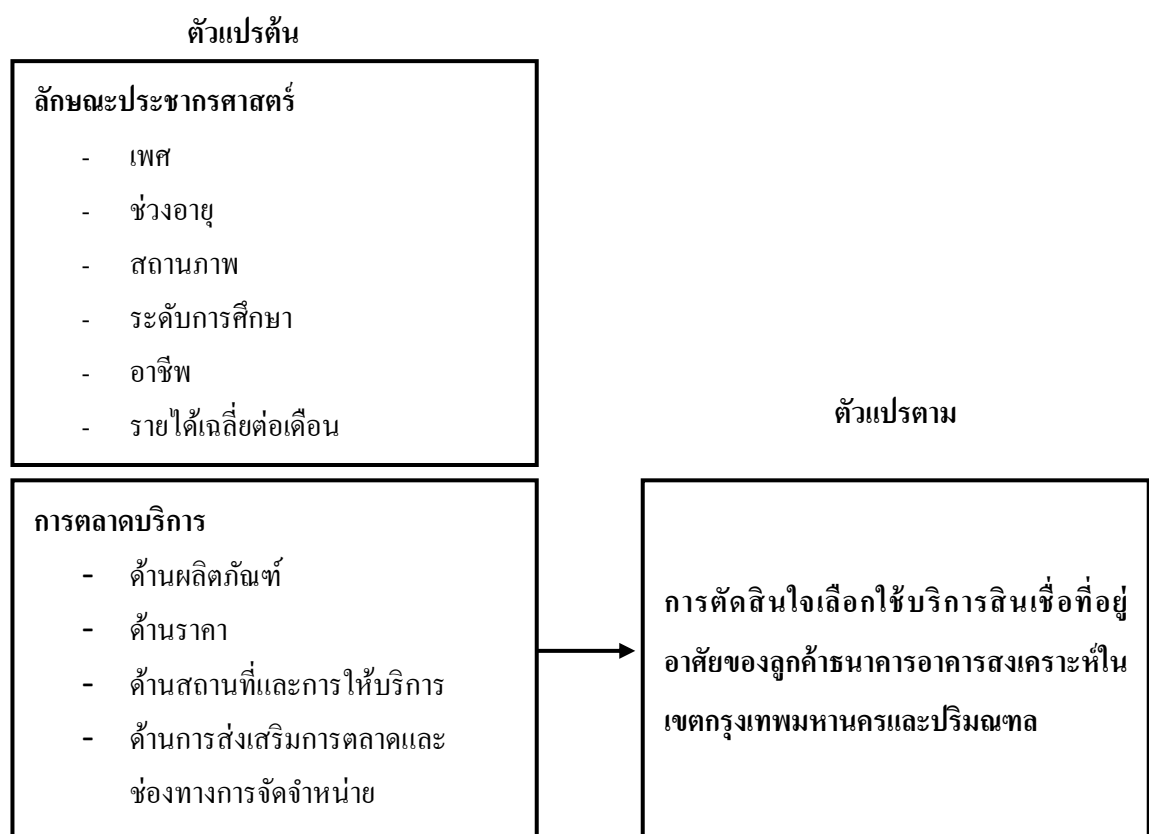 ตัวแปรต้น
ลักษณะประชากรศาสตร์
- เพศ
- ช่วงอายุ
- สถานภาพ
- ระดับการศึกษา
- อาชีพ
- รายได้เฉลี่ยต่อเดือน
การตลาดบริการ
- ด้านผลิตภัณฑ์
- ด้านราคา
- ด้านสถานที่และการให้บริการ
- ด้านการส่งเสริมการตลาดและ
ช่องทางการจัดจำหน่าย
ตัวแปรตาม
การตัดสินใจเลือกใช้บริการสินเชื่อที่อยู่
อาศัยของลูกค้าธนาคารอาคารสงเคราะห์ใน
เขตกรุงเทพมหานครและปริมณฑล